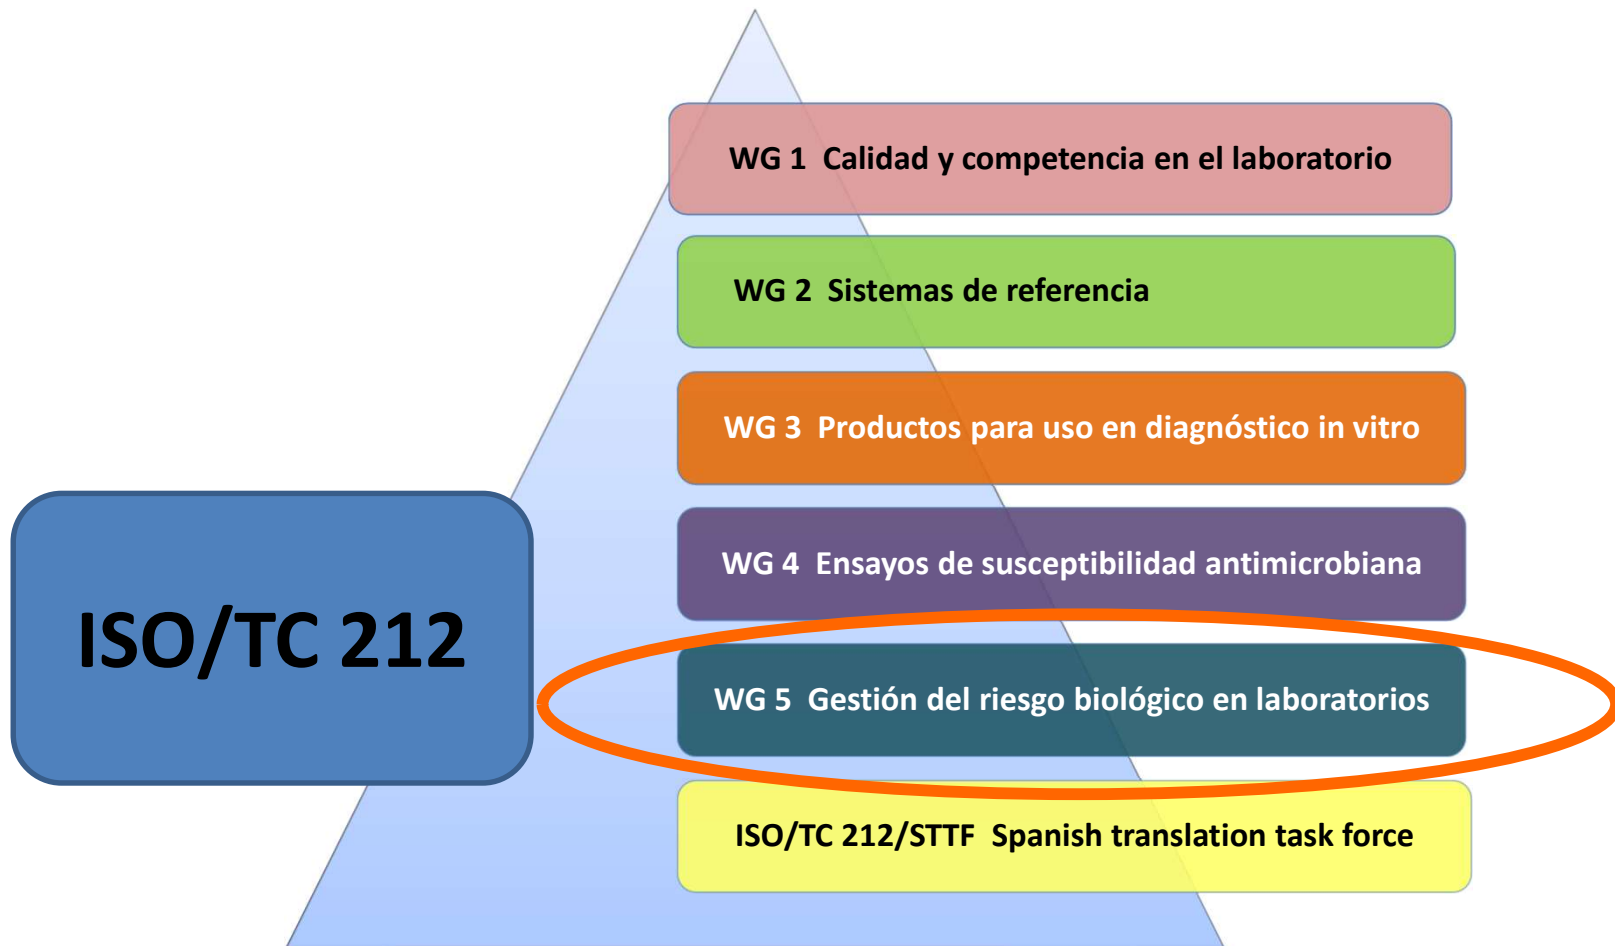 WG 1 Calidad y competencia en el laboratorio
WG 2 Sistemas de referencia
WG 3 Productos para uso en diagnóstico in vitro
WG 4 Ensayos de susceptibilidad antimicrobiana
ISO/TC 212
WG 5 Gestión del riesgo biológico en laboratorios
ISO/TC 212/STTF Spanish translation task force